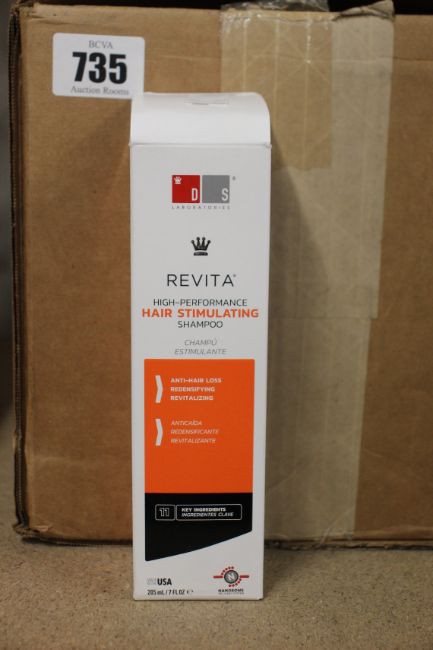 BCVA
735
Auction Rooms
D S
LABORATORIES
REVITA®
HIGH-PERFORMANCE
HAIR STIMULATING
SHAMPOO
CHAMPÚ
ESTIMULANTE
ANTI-HAIR LOSS
REDENSIFYING
REVITALIZING
ANTICAÍDA
REDENSIFICANTE
REVITALIZANTE
11 KEY INGREDIENTS
INGREDIENTES CLAVE
USA
205 mL / 7 FL OZ ℮
N
NANOSOME